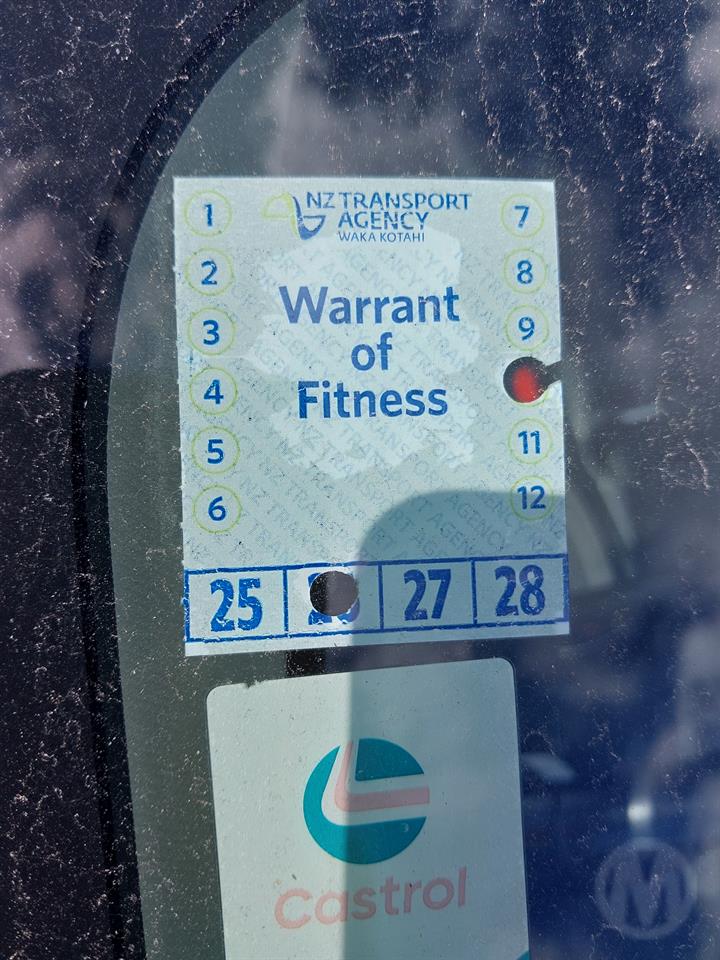 NZ TRANSPORT
AGENCY
WAKA KOTAHI
Warrant
of
Fitness
1
2
3
4
5
6
7
8
9
11
12
25 27 28
Castrol
M